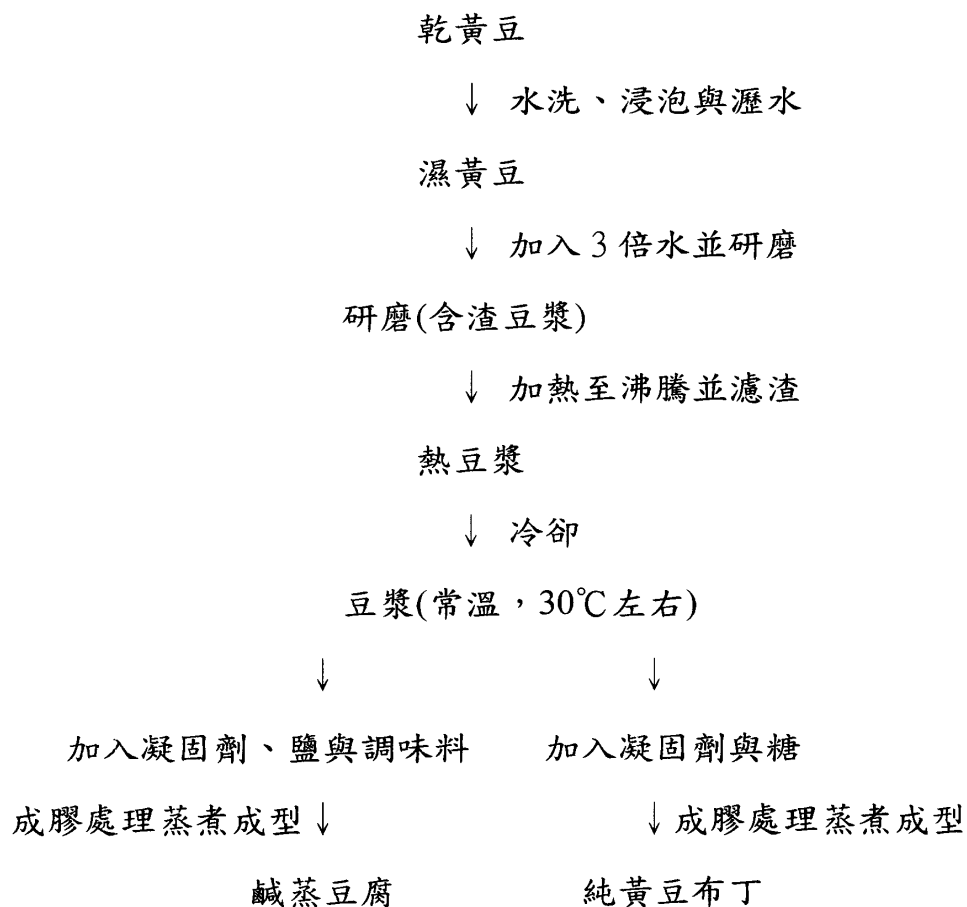 乾黃豆
↓ 水洗、浸泡與瀝水
濕黃豆
↓ 加入3倍水並研磨
研磨(含渣豆漿)
↓ 加熱至沸騰並濾渣
熱豆漿
↓ 冷卻
豆漿(常溫，30℃左右)
↓ ↓
加入凝固劑、鹽與調味料 加入凝固劑與糖
成膠處理蒸煮成型↓ ↓成膠處理蒸煮成型
鹹蒸豆腐 純黃豆布丁